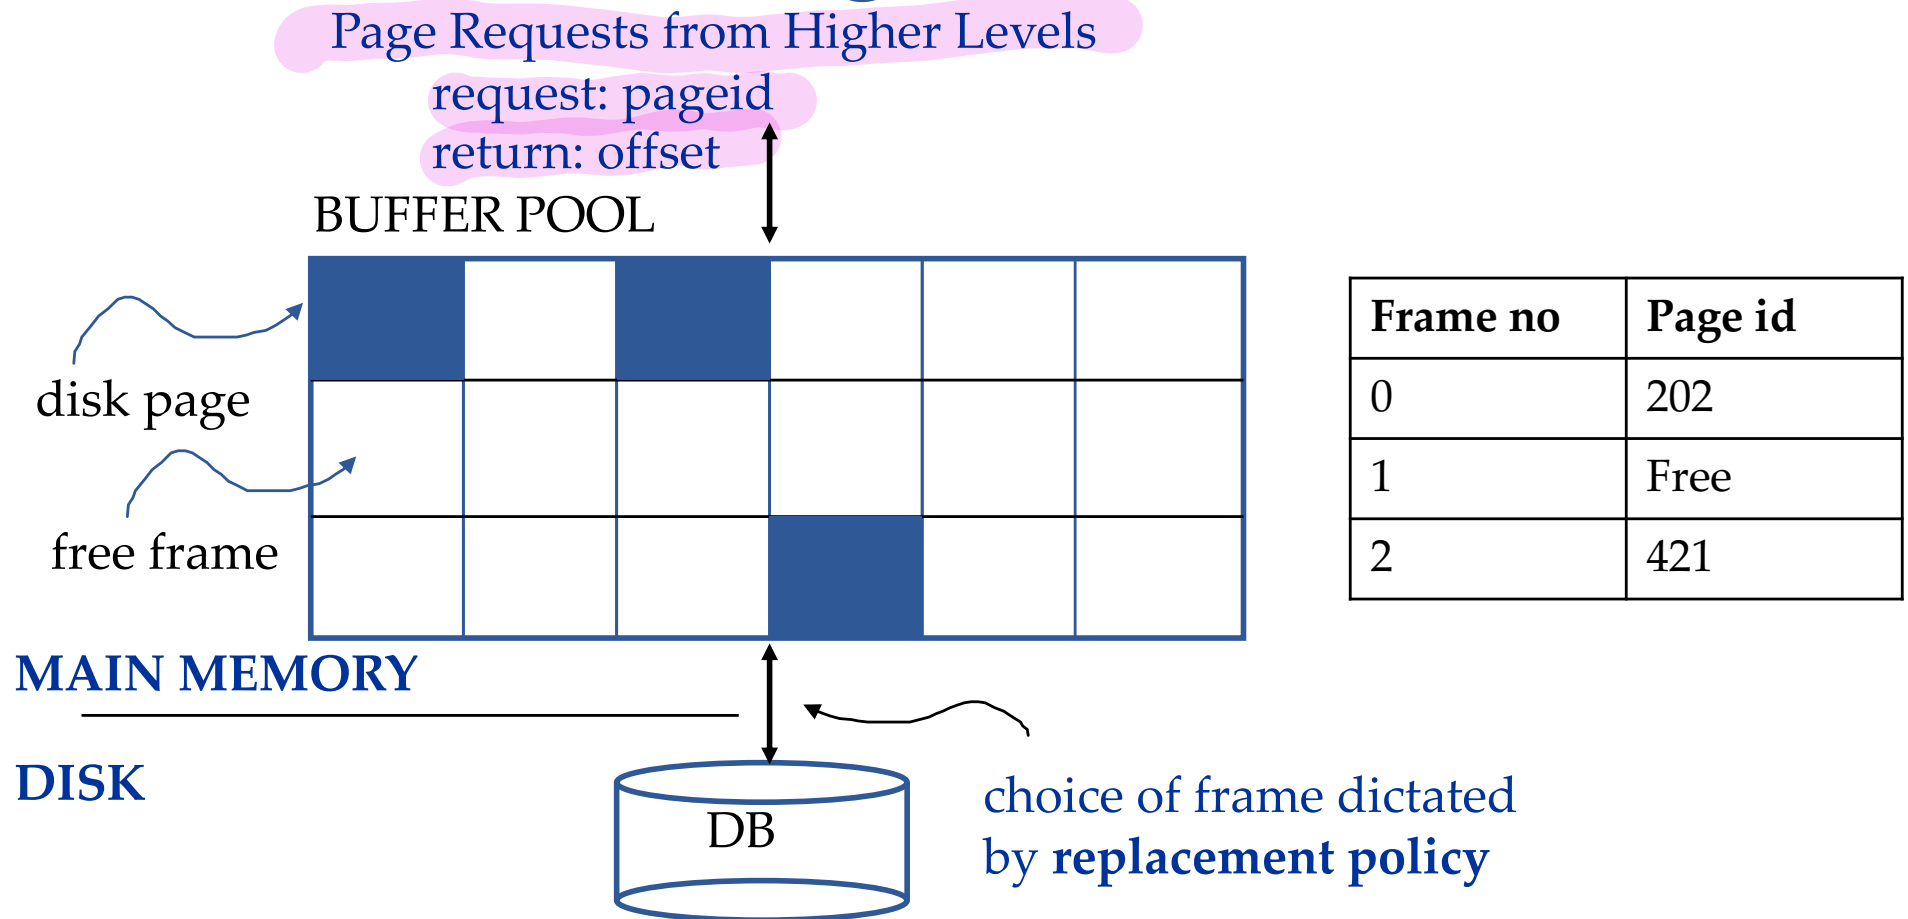 Page Requests from Higher Levels
request: pageid
return: offset
BUFFER POOL
disk page
free frame
Frame no Page id
0 202
1 Free
2 421
MAIN MEMORY
DISK
DB
choice of frame dictated
by replacement policy